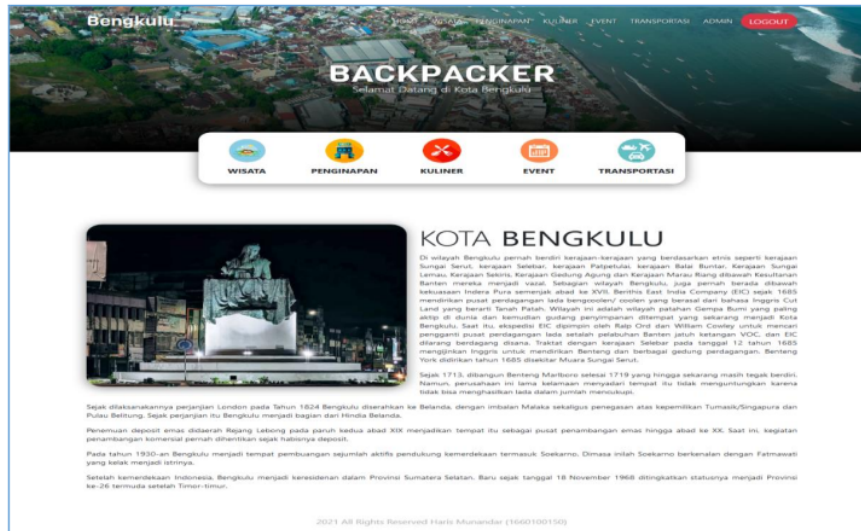 Bengkulu
HOME WISATA PENGINAPAN KULINER EVENT TRANSPORTASI ADMIN LOGOUT
BACKPACKER
Selamat Datang di Kota Bengkulu
WISATA PENGINAPAN KULINER EVENT TRANSPORTASI
KOTA BENGKULU
Di wilayah Bengkulu pernah berdiri kerajaan-kerajaan yang berdasarkan etnis seperti kerajaan
Sungai Serut, kerajaan Selebar, kerajaan Patpetulai, kerajaan Balai Buntar, Kerajaan Sungai
Lemau, Kerajaan Sekiris, Kerajaan Gedung Agung dan Kerajaan Marau Riang dibawah Kesultanan
Banten mereka menjadi vazal. Sebagian wilayah Bengkulu, juga pernah berada dibawah
kekuasaan Indera Pura semenjak abad ke XVII. Berithis East India Company (EIC) sejak 1685
mendirikan pusat perdagangan lada bengcoolen/ coolen yang berasal dari bahasa Inggris Cut
Land yang berarti Tanah Patah. Wilayah ini adalah wilayah patahan Gempa Bumi yang paling
aktip di dunia dan kemudian gudang penyimpanan ditempat yang sekarang menjadi Kota
Bengkulu. Saat itu, ekspedisi EIC dipimpin oleh Ralp Ord dan William Cowley untuk mencari
pengganti pusat perdagangan lada setelah pelabuhan Banten jatuh ketangan VOC, dan EIC
dilarang berdagang disana. Traktat dengan kerajaan Selebar pada tanggal 12 tahun 1685
mengijinkan Inggris untuk mendirikan Benteng dan berbagai gedung perdagangan. Benteng
York didirikan tahun 1685 disekitar Muara Sungai Serut.
Sejak 1713, dibangun Benteng Marlboro selesai 1719 yang hingga sekarang masih tegak berdiri.
Namun, perusahaan ini lama kelamaan menyadari tempat itu tidak menguntungkan karena
tidak bisa menghasilkan lada dalam jumlah mencukupi.
Sejak dilaksanakannya perjanjian London pada Tahun 1824 Bengkulu diserahkan ke Belanda, dengan imbalan Malaka sekaligus penegasan atas kepemilikan Tumasik/Singapura dan
Pulau Belitung. Sejak perjanjian itu Bengkulu menjadi bagian dari Hindia Belanda.
Penemuan deposit emas didaerah Rejang Lebong pada paruh kedua abad XIX menjadikan tempat itu sebagai pusat penambangan emas hingga abad ke XX. Saat ini, kegiatan
penambangan komersial pernah dihentikan sejak habisnya deposit.
Pada tahun 1930-an Bengkulu menjadi tempat pembuangan sejumlah aktifis pendukung kemerdekaan termasuk Soekarno. Dimasa inilah Soekarno berkenalan dengan Fatmawati
yang kelak menjadi istrinya.
Setelah kemerdekaan Indonesia, Bengkulu menjadi keresidenan dalam Provinsi Sumatera Selatan. Baru sejak tanggal 18 November 1968 ditingkatkan statusnya menjadi Provinsi
ke-26 termuda setelah Timor-timur.
2021 All Rights Reserved Haris Munandar (1660100150)